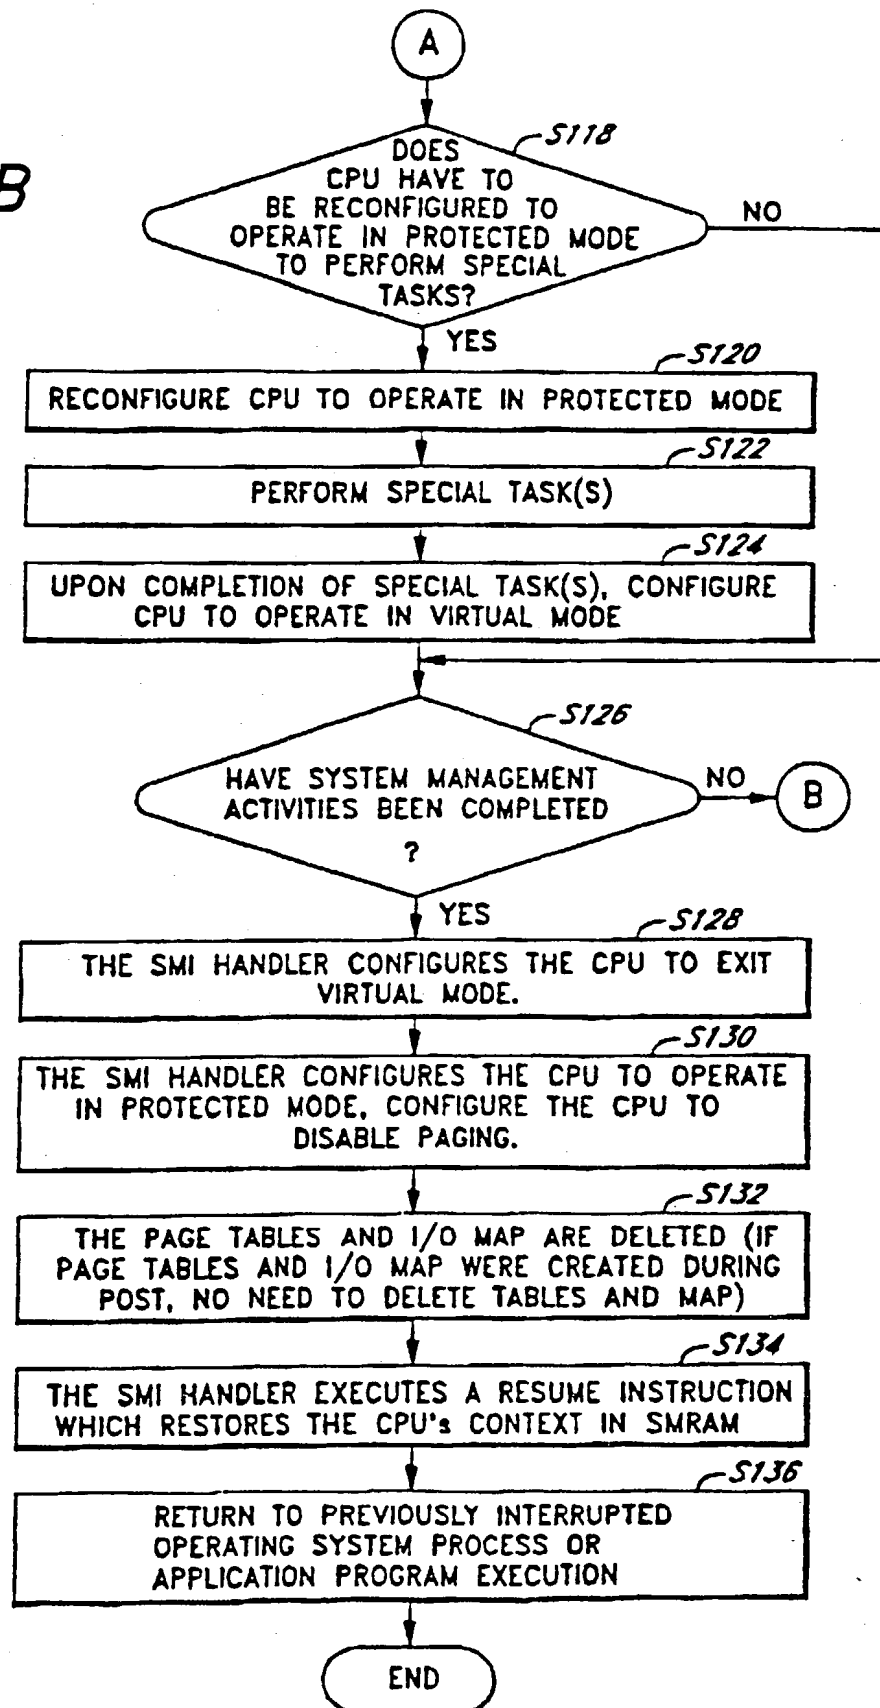 A
B
S118
DOES
CPU HAVE TO
BE RECONFIGURED TO
OPERATE IN PROTECTED MODE
TO PERFORM SPECIAL
TASKS?
NO
YES
S120
RECONFIGURE CPU TO OPERATE IN PROTECTED MODE
S122
PERFORM SPECIAL TASK(S)
S124
UPON COMPLETION OF SPECIAL TASK(S), CONFIGURE
CPU TO OPERATE IN VIRTUAL MODE
S126
HAVE SYSTEM MANAGEMENT
ACTIVITIES BEEN COMPLETED
?
NO
B
YES
S128
THE SMI HANDLER CONFIGURES THE CPU TO EXIT
VIRTUAL MODE.
S130
THE SMI HANDLER CONFIGURES THE CPU TO OPERATE
IN PROTECTED MODE, CONFIGURE THE CPU TO
DISABLE PAGING.
S132
THE PAGE TABLES AND I/O MAP ARE DELETED (IF
PAGE TABLES AND I/O MAP WERE CREATED DURING
POST, NO NEED TO DELETE TABLES AND MAP)
S134
THE SMI HANDLER EXECUTES A RESUME INSTRUCTION
WHICH RESTORES THE CPU's CONTEXT IN SMRAM
S136
RETURN TO PREVIOUSLY INTERRUPTED
OPERATING SYSTEM PROCESS OR
APPLICATION PROGRAM EXECUTION
END